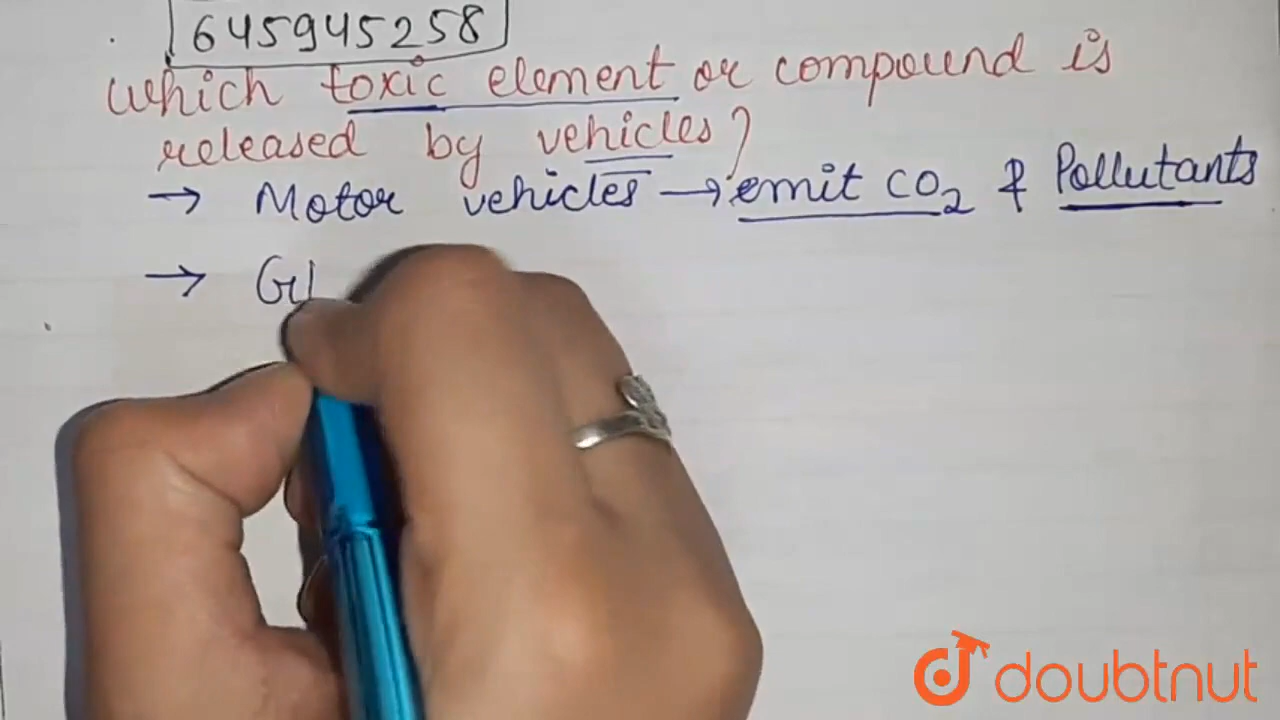 645945258
which toxic element or compound is
released by vehicles?
→ Motor vehicles → emit CO₂ & Pollutants
→
doubtnut